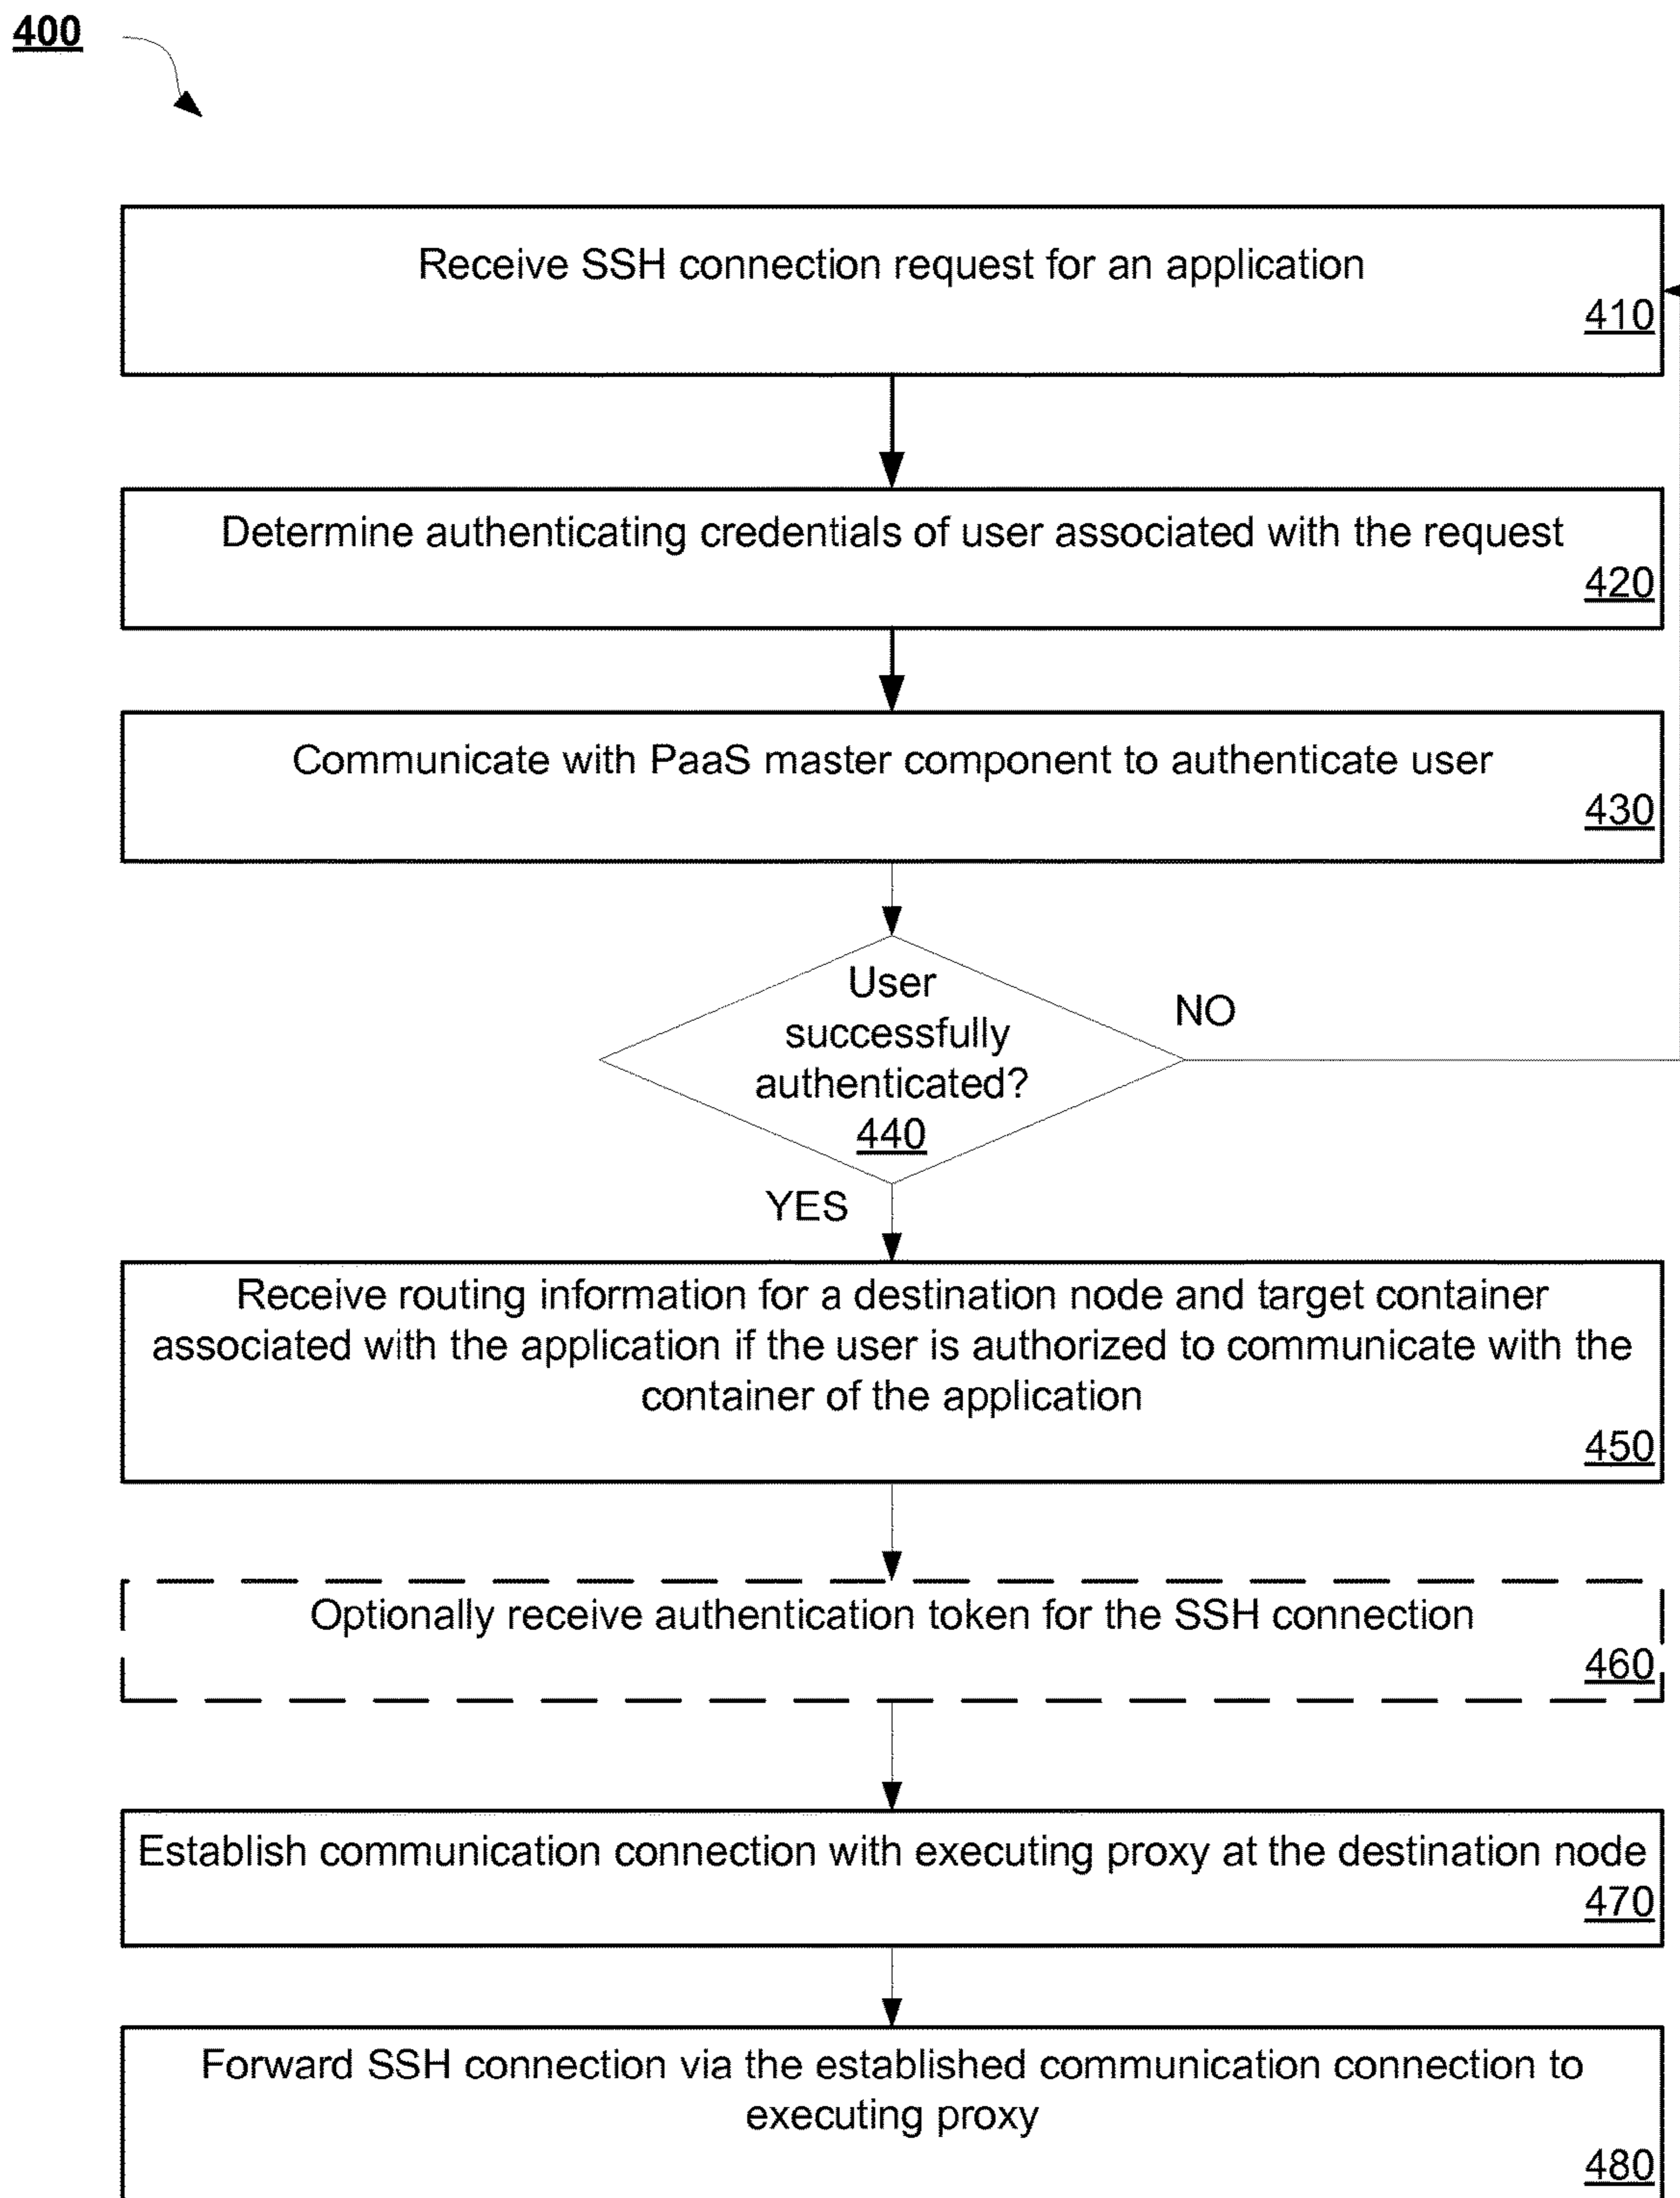 400
Receive SSH connection request for an application
410
Determine authenticating credentials of user associated with the request
420
Communicate with PaaS master component to authenticate user
430
User
successfully
authenticated?
440
NO
YES
Receive routing information for a destination node and target container
associated with the application if the user is authorized to communicate with the
container of the application
450
Optionally receive authentication token for the SSH connection
460
Establish communication connection with executing proxy at the destination node
470
Forward SSH connection via the established communication connection to
executing proxy
480